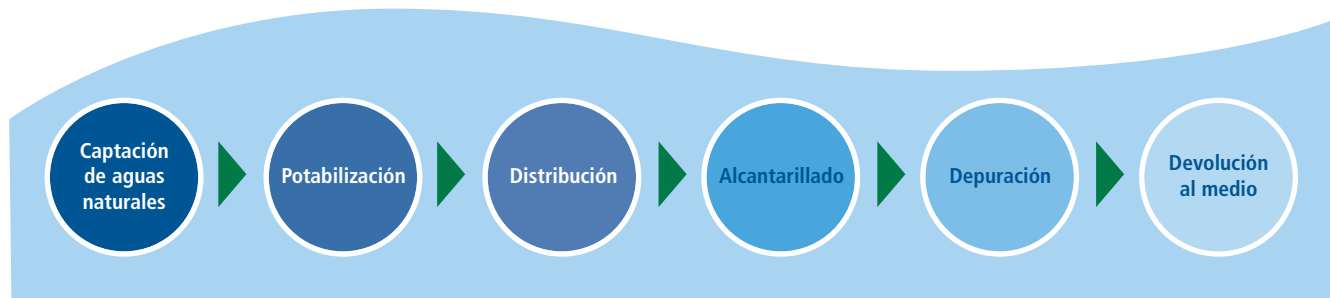 Captación
de aguas
naturales
Potabilización
Distribución
Alcantarillado
Depuración
Devolución
al medio